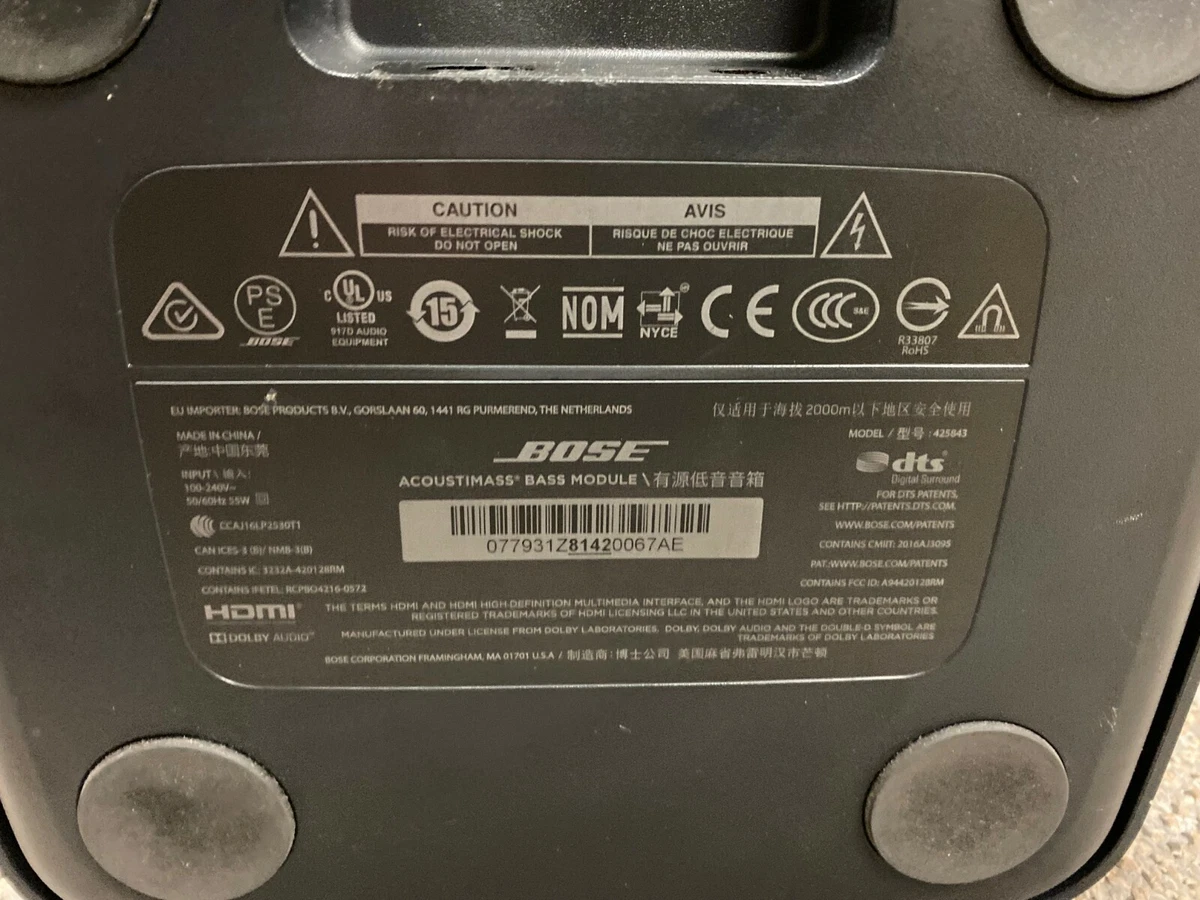 CAUTION
RISK OF ELECTRICAL SHOCK
DO NOT OPEN
AVIS
RISQUE DE CHOC ELECTRIQUE
NE PAS OUVRIR
PS
E
BOSE
C UL US
LISTED
917D AUDIO
EQUIPMENT
15
NOM
NYCE
CE
CCC S&E
R33807
RoHS
EU IMPORTER: BOSE PRODUCTS B.V., GORSLAAN 60, 1441 RG PURMEREND, THE NETHERLANDS
仅适用于海拔2000m以下地区安全使用
MADE IN CHINA /
产地:中国东莞
INPUT \ 输入:
100-240V~
50/60Hz 55W
CCAJ16LP2530T1
CAN ICES-3 (B)/ NMB-3(B)
CONTAINS IC: 3232A-420128RM
CONTAINS IFETEL: RCPBO4216-0572
BOSE
ACOUSTIMASS® BASS MODULE \ 有源低音音箱
077931Z81420067AE
MODEL / 型号 : 425843
dts
Digital Surround
FOR DTS PATENTS,
SEE HTTP://PATENTS.DTS.COM.
WWW.BOSE.COM/PATENTS
CONTAINS CMIIT: 2016AJ3095
PAT.:WWW.BOSE.COM/PATENTS
CONTAINS FCC ID: A94420128RM
HDMI
THE TERMS HDMI AND HDMI HIGH-DEFINITION MULTIMEDIA INTERFACE, AND THE HDMI LOGO ARE TRADEMARKS OR
REGISTERED TRADEMARKS OF HDMI LICENSING LLC IN THE UNITED STATES AND OTHER COUNTRIES.
DOLBY AUDIO™
MANUFACTURED UNDER LICENSE FROM DOLBY LABORATORIES. DOLBY, DOLBY AUDIO AND THE DOUBLE-D SYMBOL ARE
TRADEMARKS OF DOLBY LABORATORIES
BOSE CORPORATION FRAMINGHAM, MA 01701 U.S.A / 制造商:博士公司 美国麻省弗雷明汉市芒顿